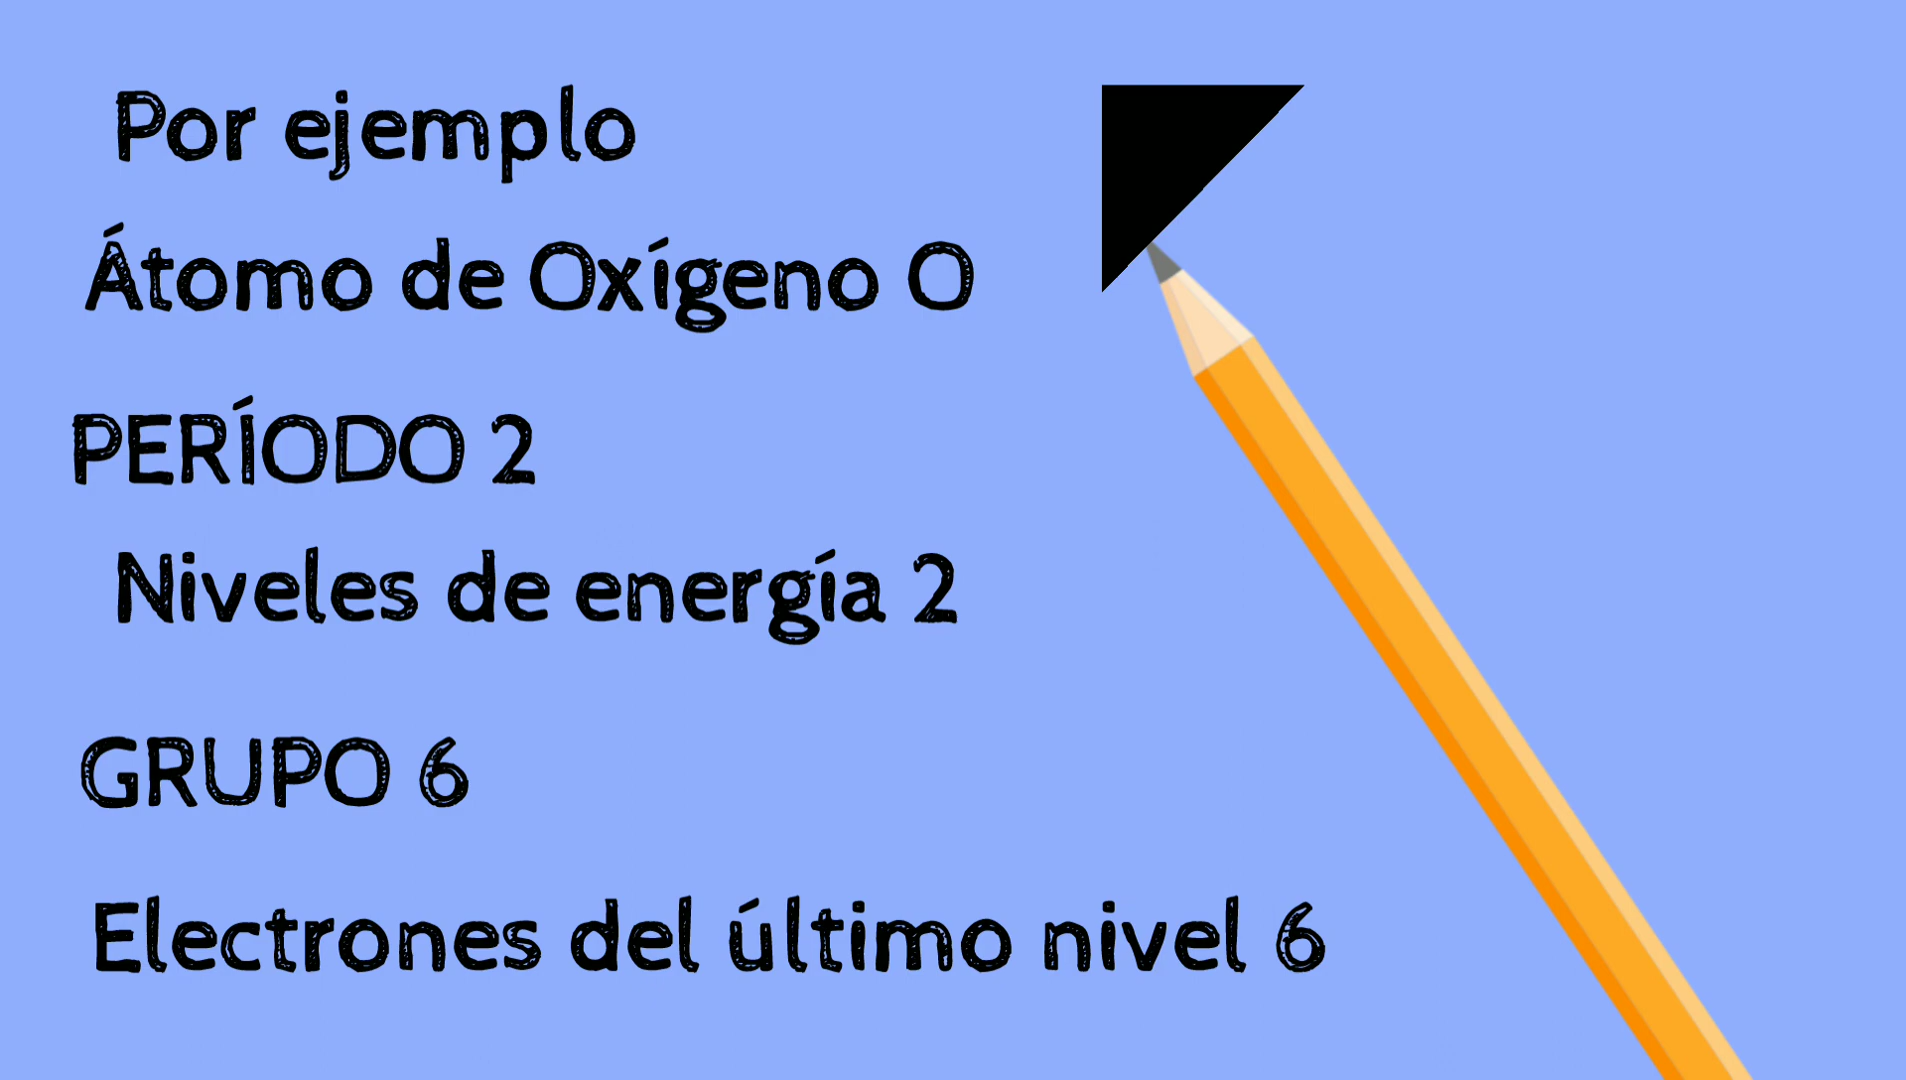 Por ejemplo
Átomo de Oxígeno O
PERÍODO 2
Niveles de energía 2
GRUPO 6
Electrones del último nivel 6